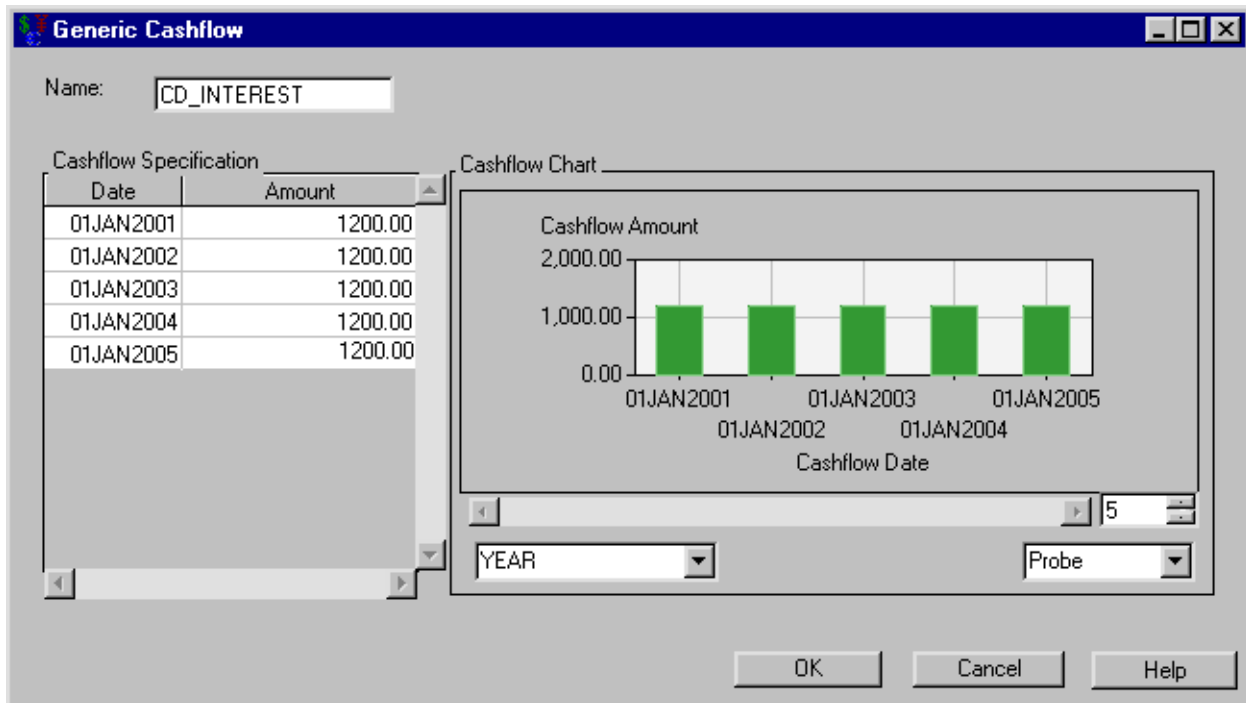 Generic Cashflow
Name: CD_INTEREST
Cashflow Specification
Date Amount
01JAN2001 1200.00
01JAN2002 1200.00
01JAN2003 1200.00
01JAN2004 1200.00
01JAN2005 1200.00
Cashflow Chart
Cashflow Amount
2,000.00
1,000.00
0.00
01JAN2001 01JAN2003 01JAN2005
01JAN2002 01JAN2004
Cashflow Date
5
YEAR Probe
OK Cancel Help